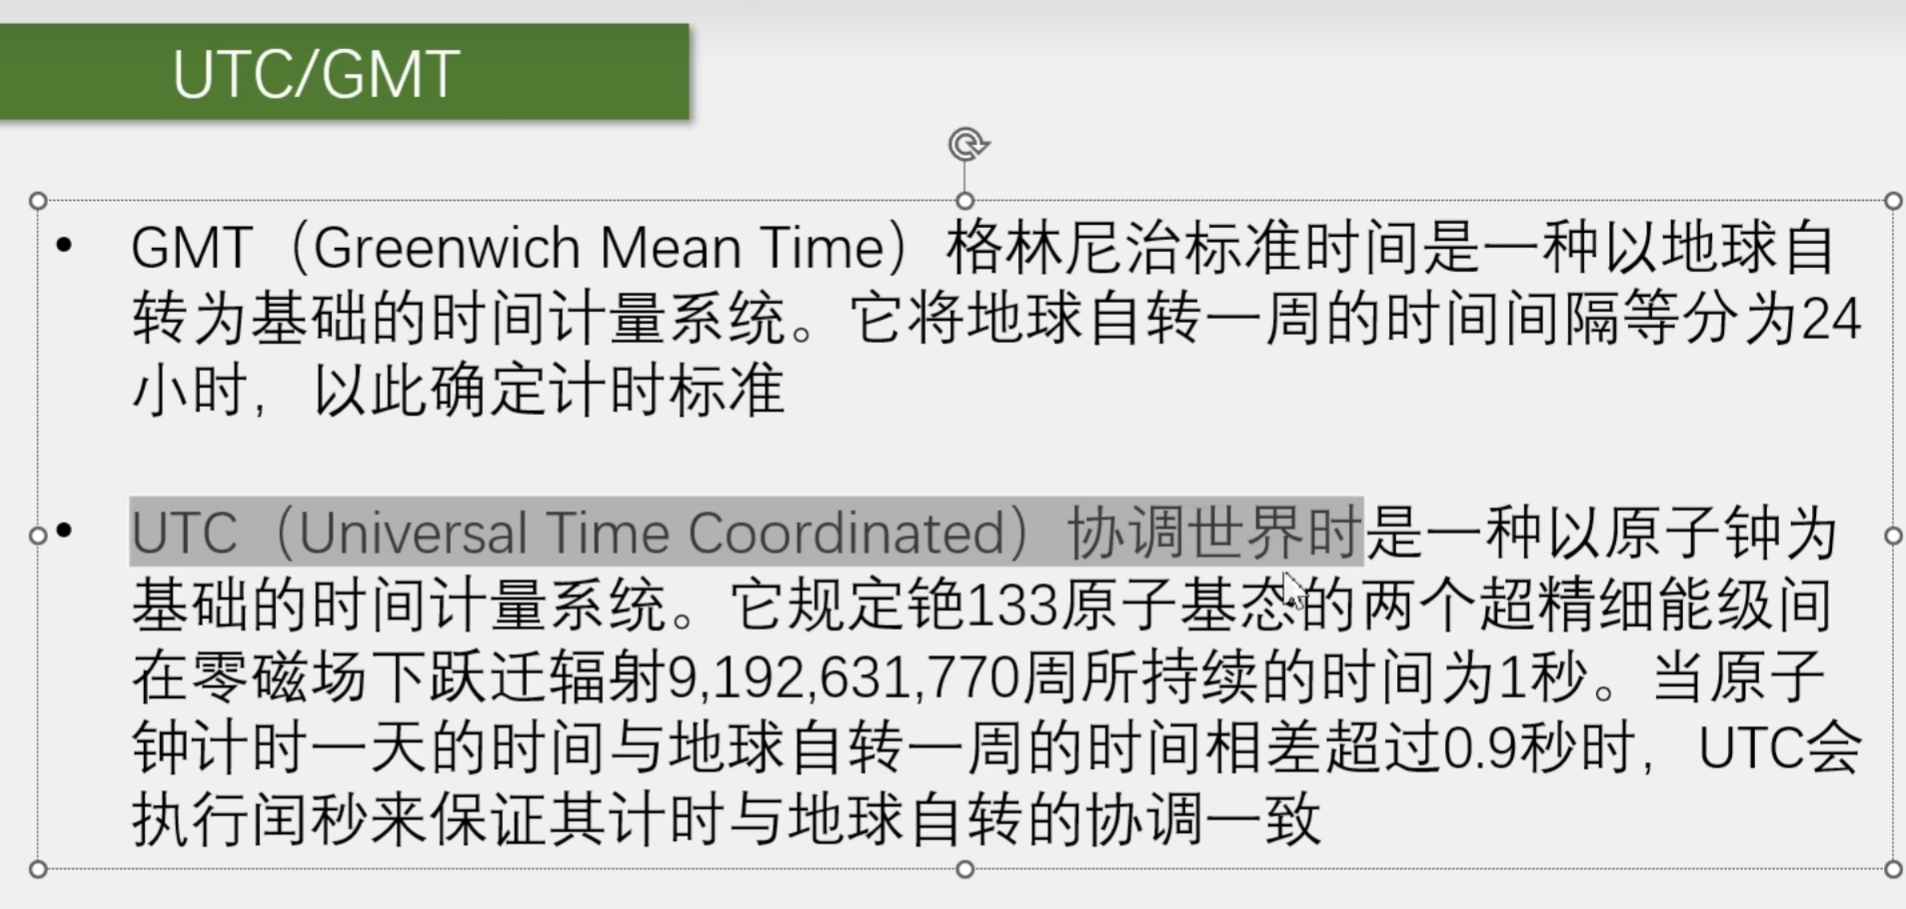 UTC/GMT
• GMT（Greenwich Mean Time）格林尼治标准时间是一种以地球自
转为基础的时间计量系统。它将地球自转一周的时间间隔等分为24
小时，以此确定计时标准
• UTC（Universal Time Coordinated）协调世界时是一种以原子钟为
基础的时间计量系统。它规定铯133原子基态的两个超精细能级间
在零磁场下跃迁辐射9,192,631,770周所持续的时间为1秒。当原子
钟计时一天的时间与地球自转一周的时间相差超过0.9秒时，UTC会
执行闰秒来保证其计时与地球自转的协调一致